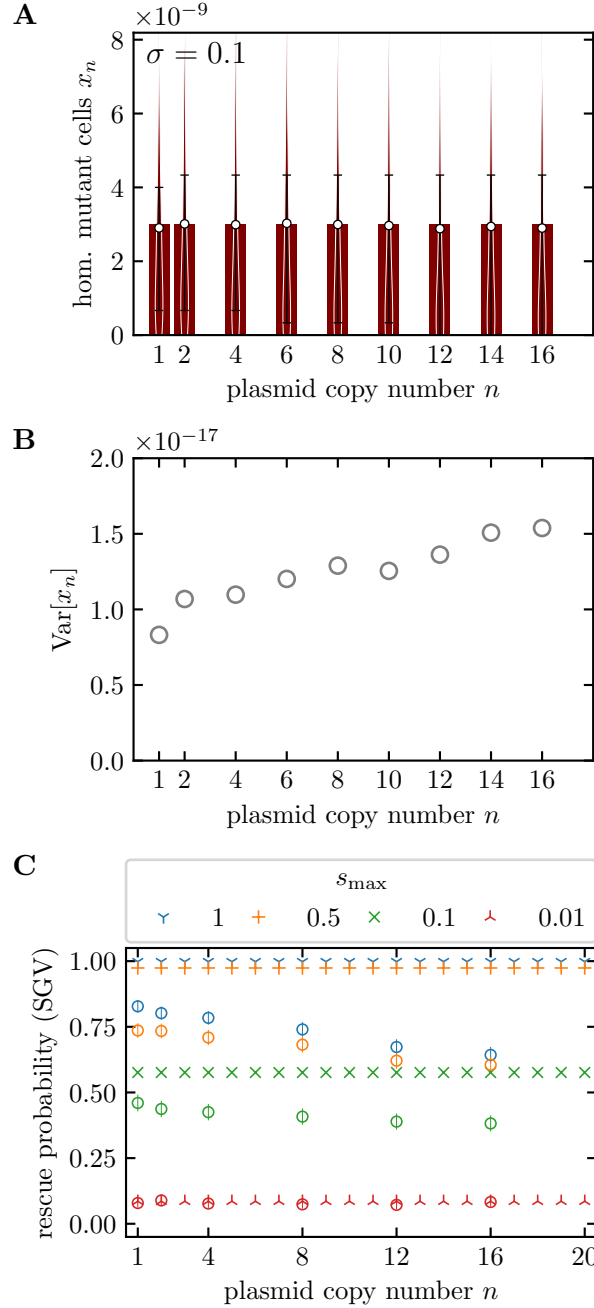 A
×10⁻⁹
σ = 0.1
hom. mutant cells xₙ
8
6
4
2
0
1 2 4 6 8 10 12 14 16
plasmid copy number n
B
×10⁻¹⁷
Var[xₙ]
2.0
1.5
1.0
0.5
0.0
1 2 4 6 8 10 12 14 16
plasmid copy number n
C
s_max
1 0.5 0.1 0.01
rescue probability (SGV)
1.00
0.75
0.50
0.25
0.00
1 4 8 12 16 20
plasmid copy number n